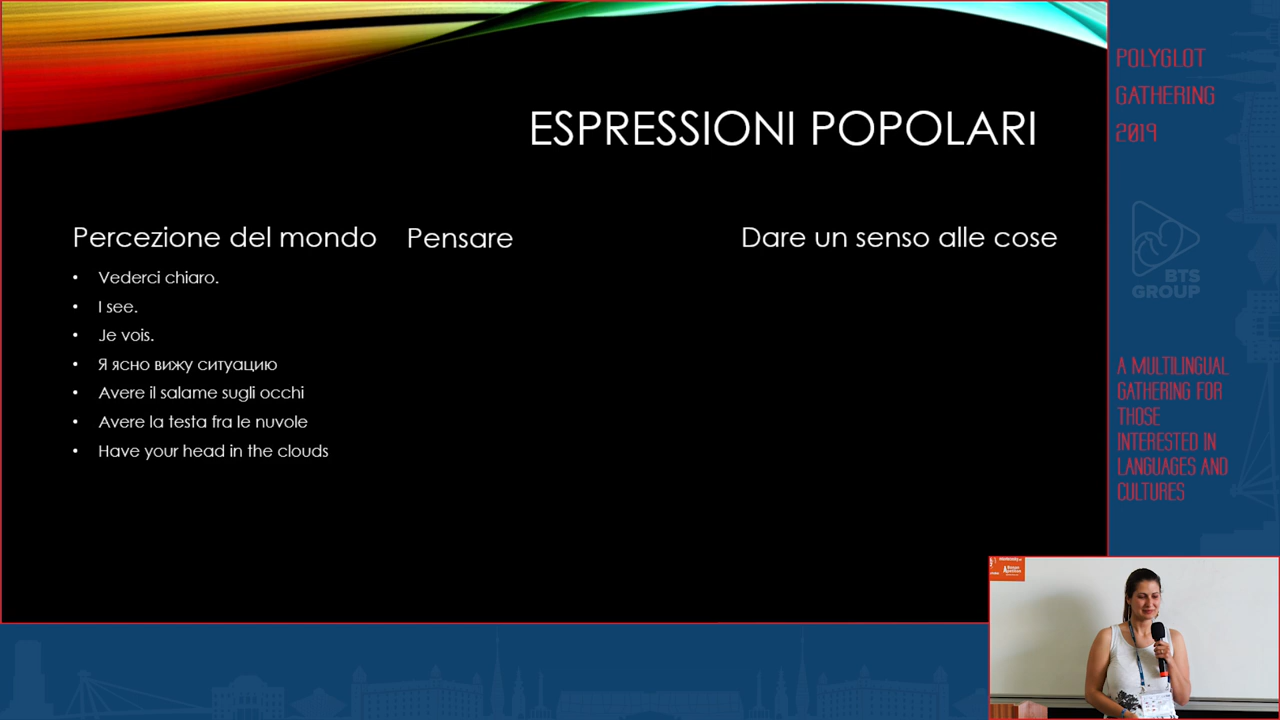 ESPRESSIONI POPOLARI
Percezione del mondo
• Vederci chiaro.
• I see.
• Je vois.
• Я ясно вижу ситуацию
• Avere il salame sugli occhi
• Avere la testa fra le nuvole
• Have your head in the clouds
Pensare
Dare un senso alle cose
POLYGLOT
GATHERING
2019
BTS
GROUP
A MULTILINGUAL
GATHERING FOR
THOSE
INTERESTED IN
LANGUAGES AND
CULTURES